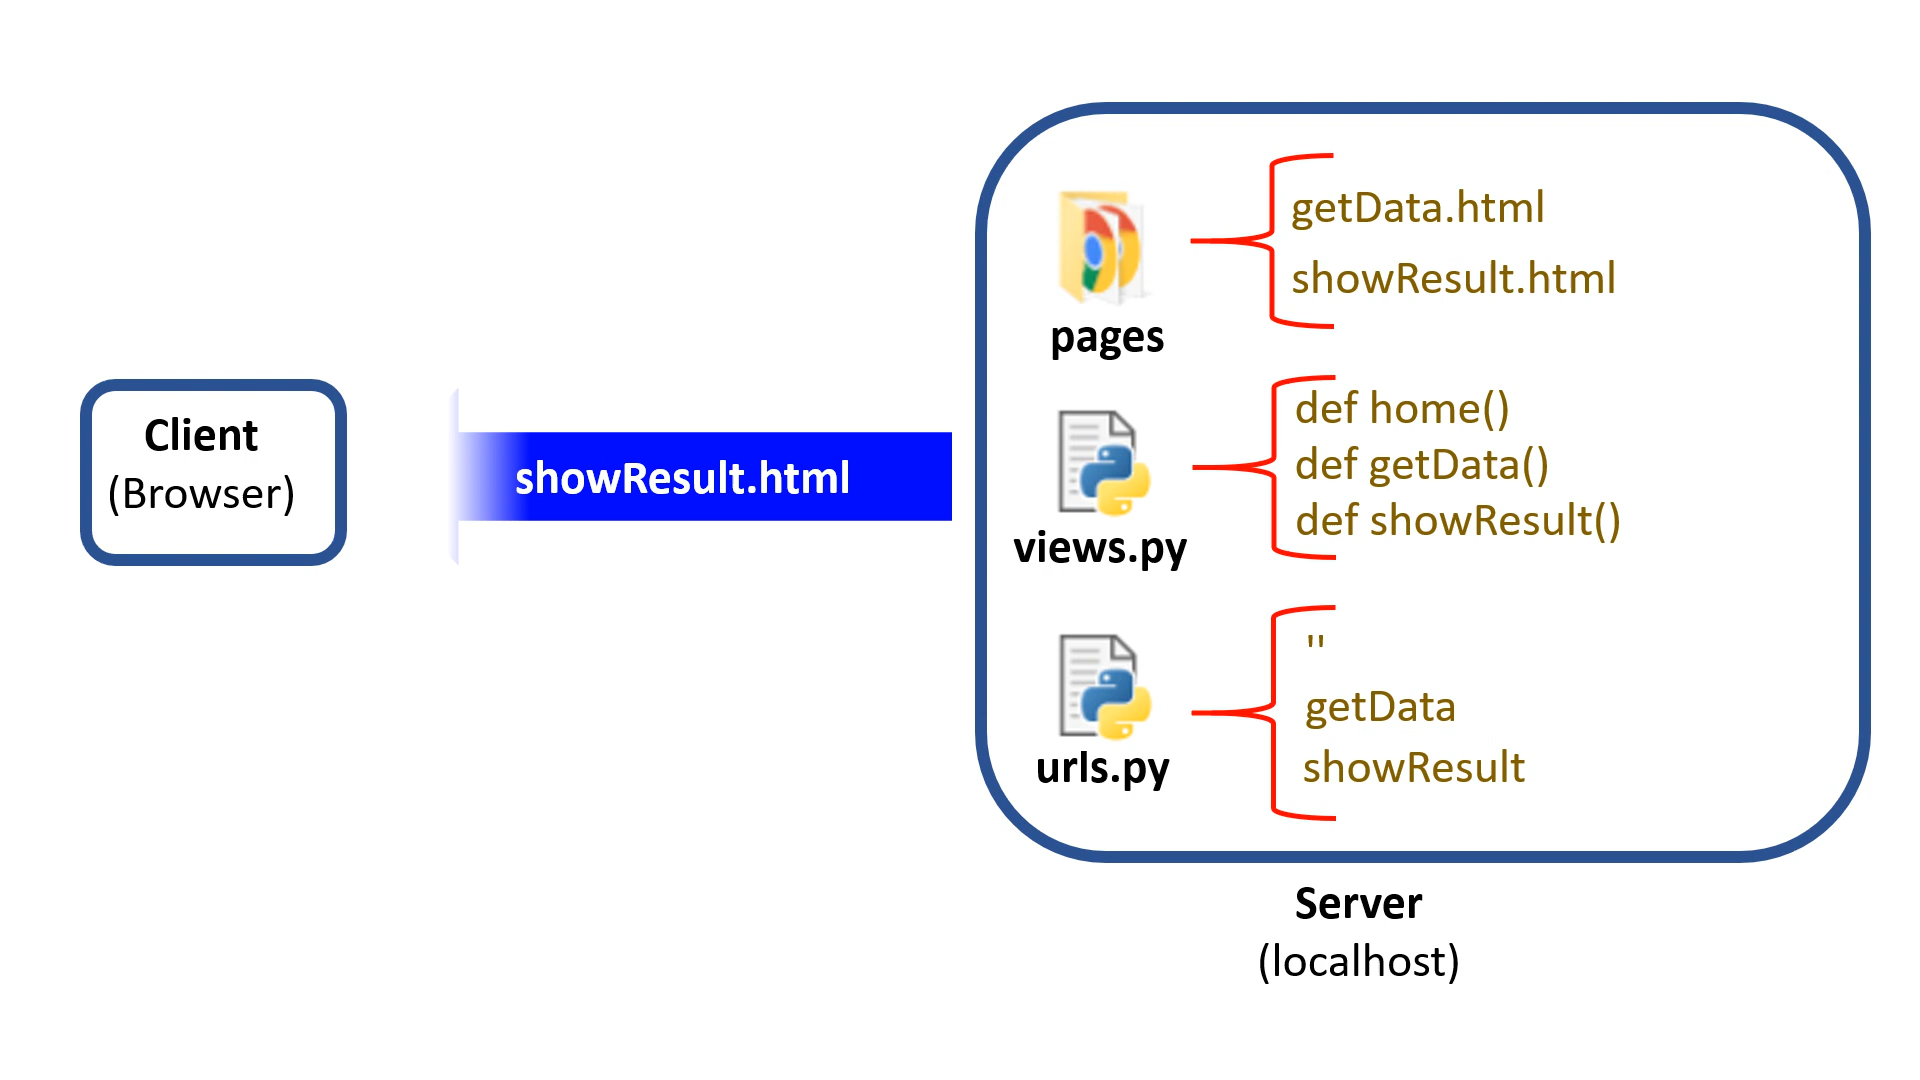 Client
(Browser)
showResult.html
getData.html
showResult.html
pages
def home()
def getData()
def showResult()
views.py
''
getData
showResult
urls.py
Server
(localhost)